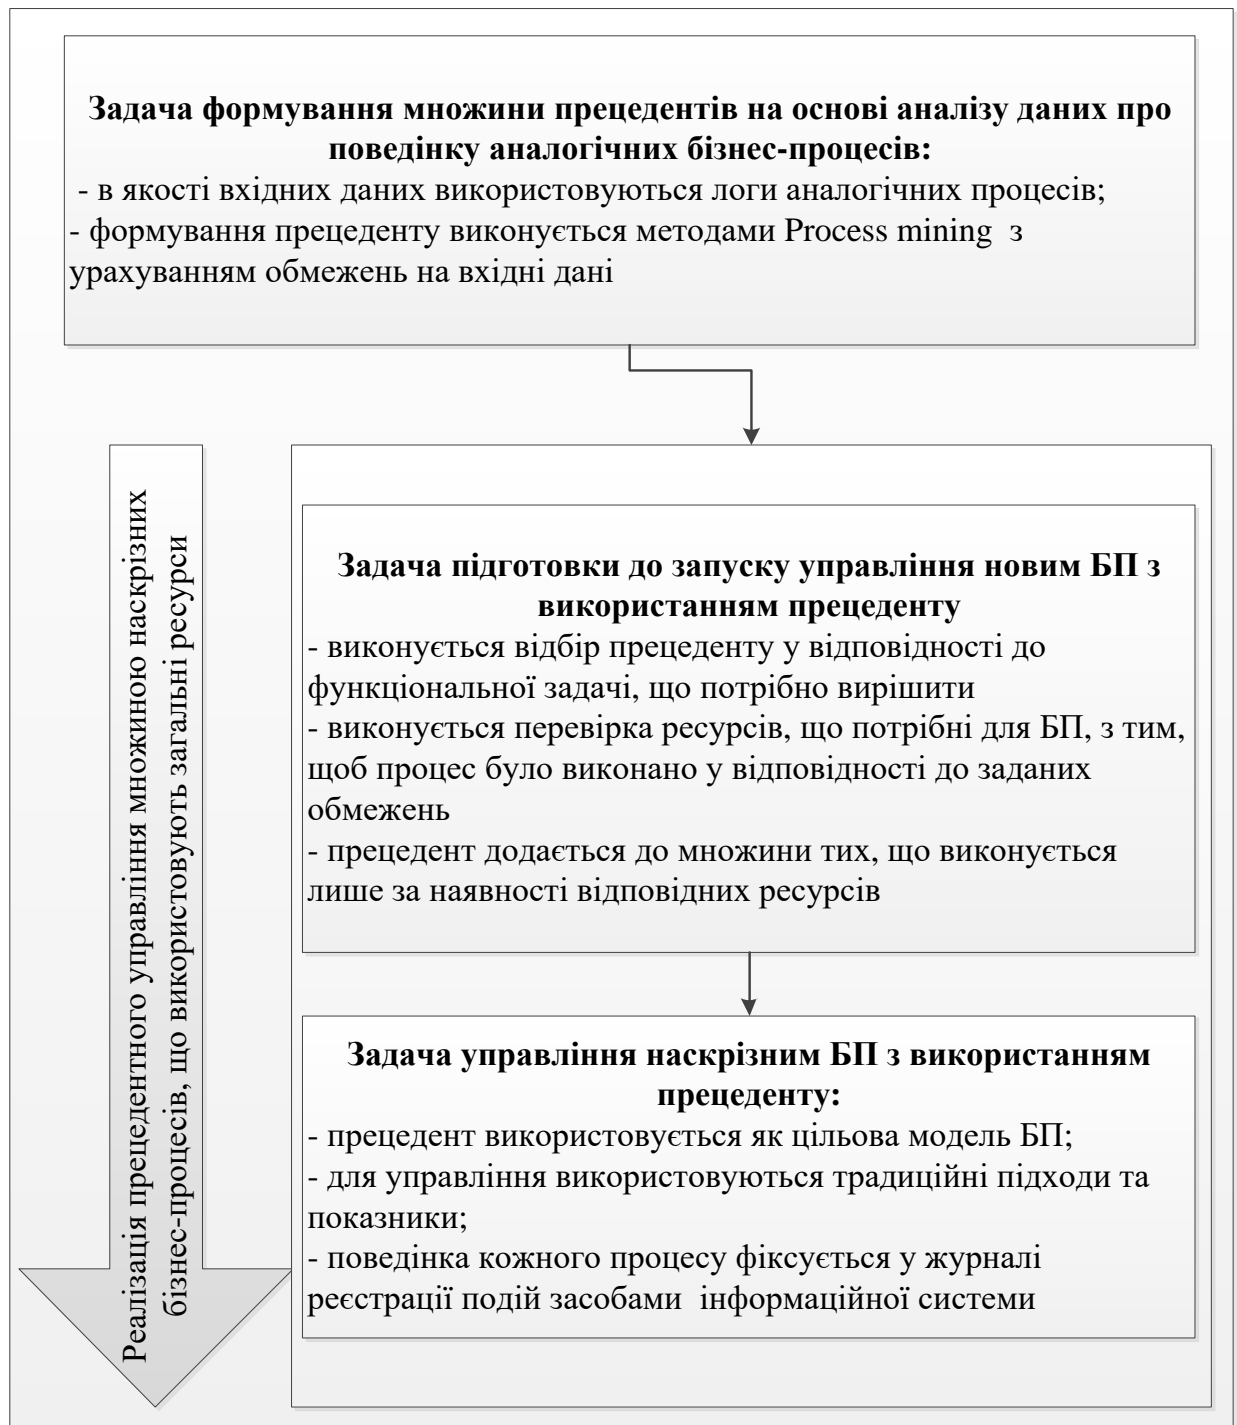 Задача формування множини прецедентів на основі аналізу даних про
поведінку аналогічних бізнес-процесів:
- в якості вхідних даних використовуються логи аналогічних процесів;
- формування прецеденту виконується методами Process mining з
урахуванням обмежень на вхідні дані
Реалізація прецедентного управління множиною наскрізних
бізнес-процесів, що використовують загальні ресурси
Задача підготовки до запуску управління новим БП з
використанням прецеденту
- виконується відбір прецеденту у відповідності до
функціональної задачі, що потрібно вирішити
- виконується перевірка ресурсів, що потрібні для БП, з тим,
щоб процес було виконано у відповідності до заданих
обмежень
- прецедент додається до множини тих, що виконується
лише за наявності відповідних ресурсів
Задача управління наскрізним БП з використанням
прецеденту:
- прецедент використовується як цільова модель БП;
- для управління використовуються традиційні підходи та
показники;
- поведінка кожного процесу фіксується у журналі
реєстрації подій засобами інформаційної системи